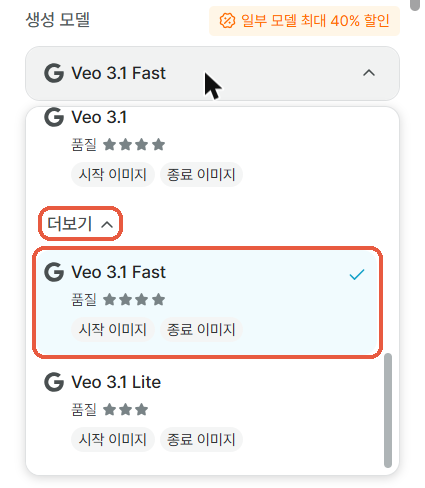 생성 모델
일부 모델 최대 40% 할인
Veo 3.1 Fast
Veo 3.1
품질 ★★★★
시작 이미지 종료 이미지
더보기
Veo 3.1 Fast
품질 ★★★★
시작 이미지 종료 이미지
Veo 3.1 Lite
품질 ★★★
시작 이미지 종료 이미지